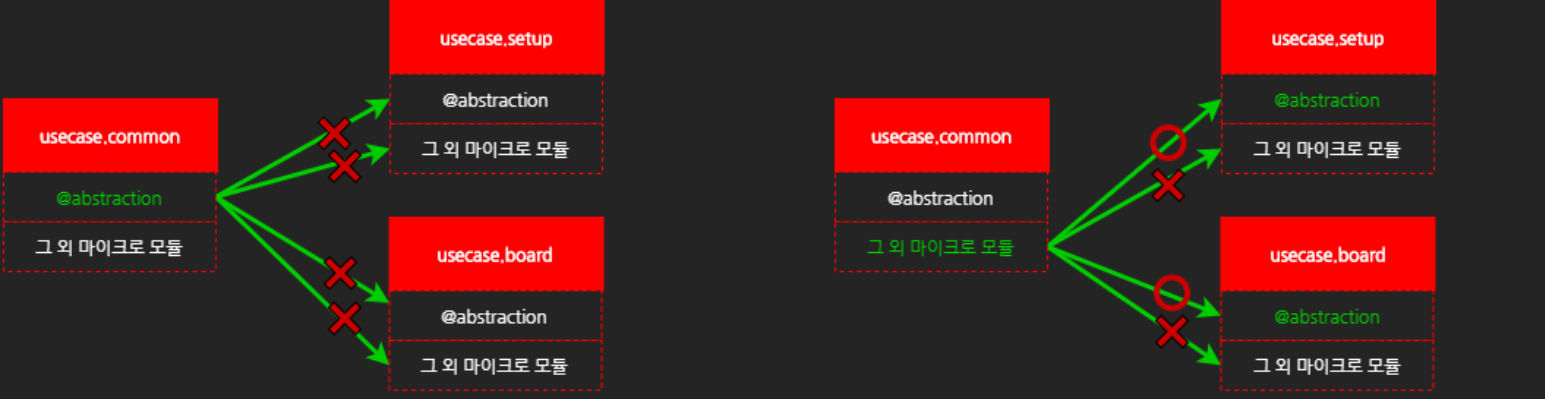 usecase.setup
@abstraction
그 외 마이크로 모듈
usecase.common
@abstraction
그 외 마이크로 모듈
usecase.board
@abstraction
그 외 마이크로 모듈
usecase.setup
@abstraction
그 외 마이크로 모듈
usecase.common
@abstraction
그 외 마이크로 모듈
usecase.board
@abstraction
그 외 마이크로 모듈